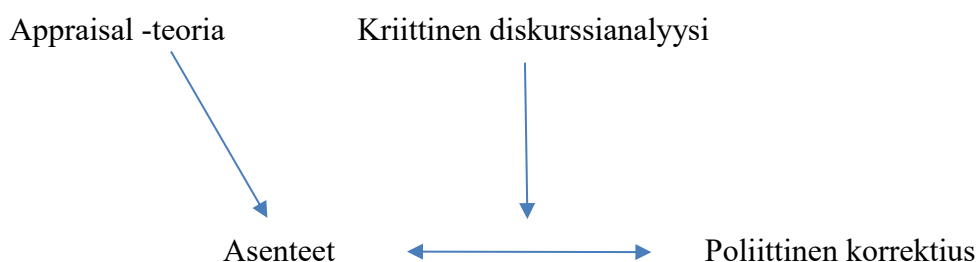 Appraisal -teoria Kriittinen diskurssianalyysi
Asenteet Poliittinen korrektius